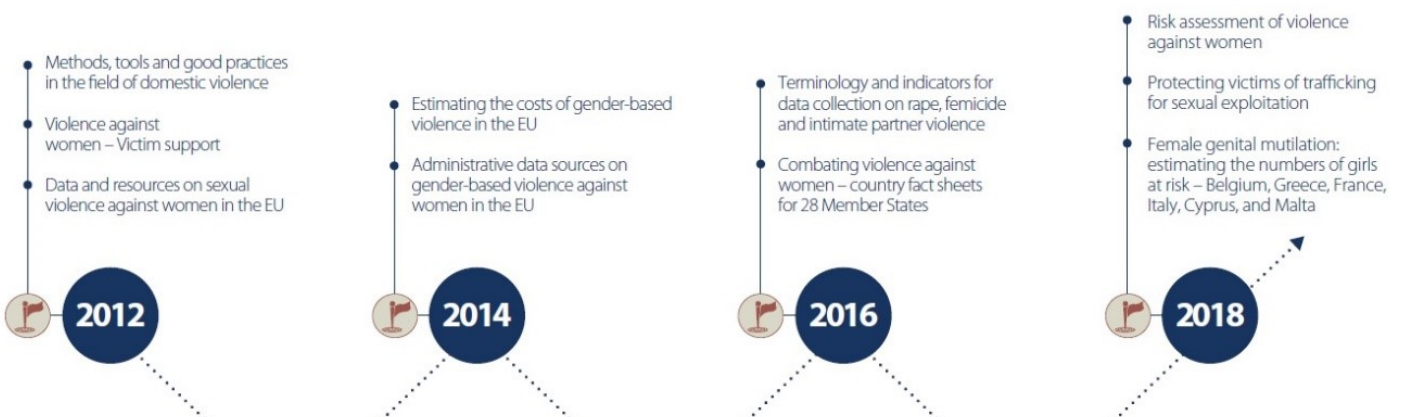 Methods, tools and good practices
in the field of domestic violence
Violence against
women – Victim support
Data and resources on sexual
violence against women in the EU
2012
Estimating the costs of gender-based
violence in the EU
Administrative data sources on
gender-based violence against
women in the EU
2014
Terminology and indicators for
data collection on rape, femicide
and intimate partner violence
Combating violence against
women – country fact sheets
for 28 Member States
2016
Risk assessment of violence
against women
Protecting victims of trafficking
for sexual exploitation
Female genital mutilation:
estimating the numbers of girls
at risk – Belgium, Greece, France,
Italy, Cyprus, and Malta
2018